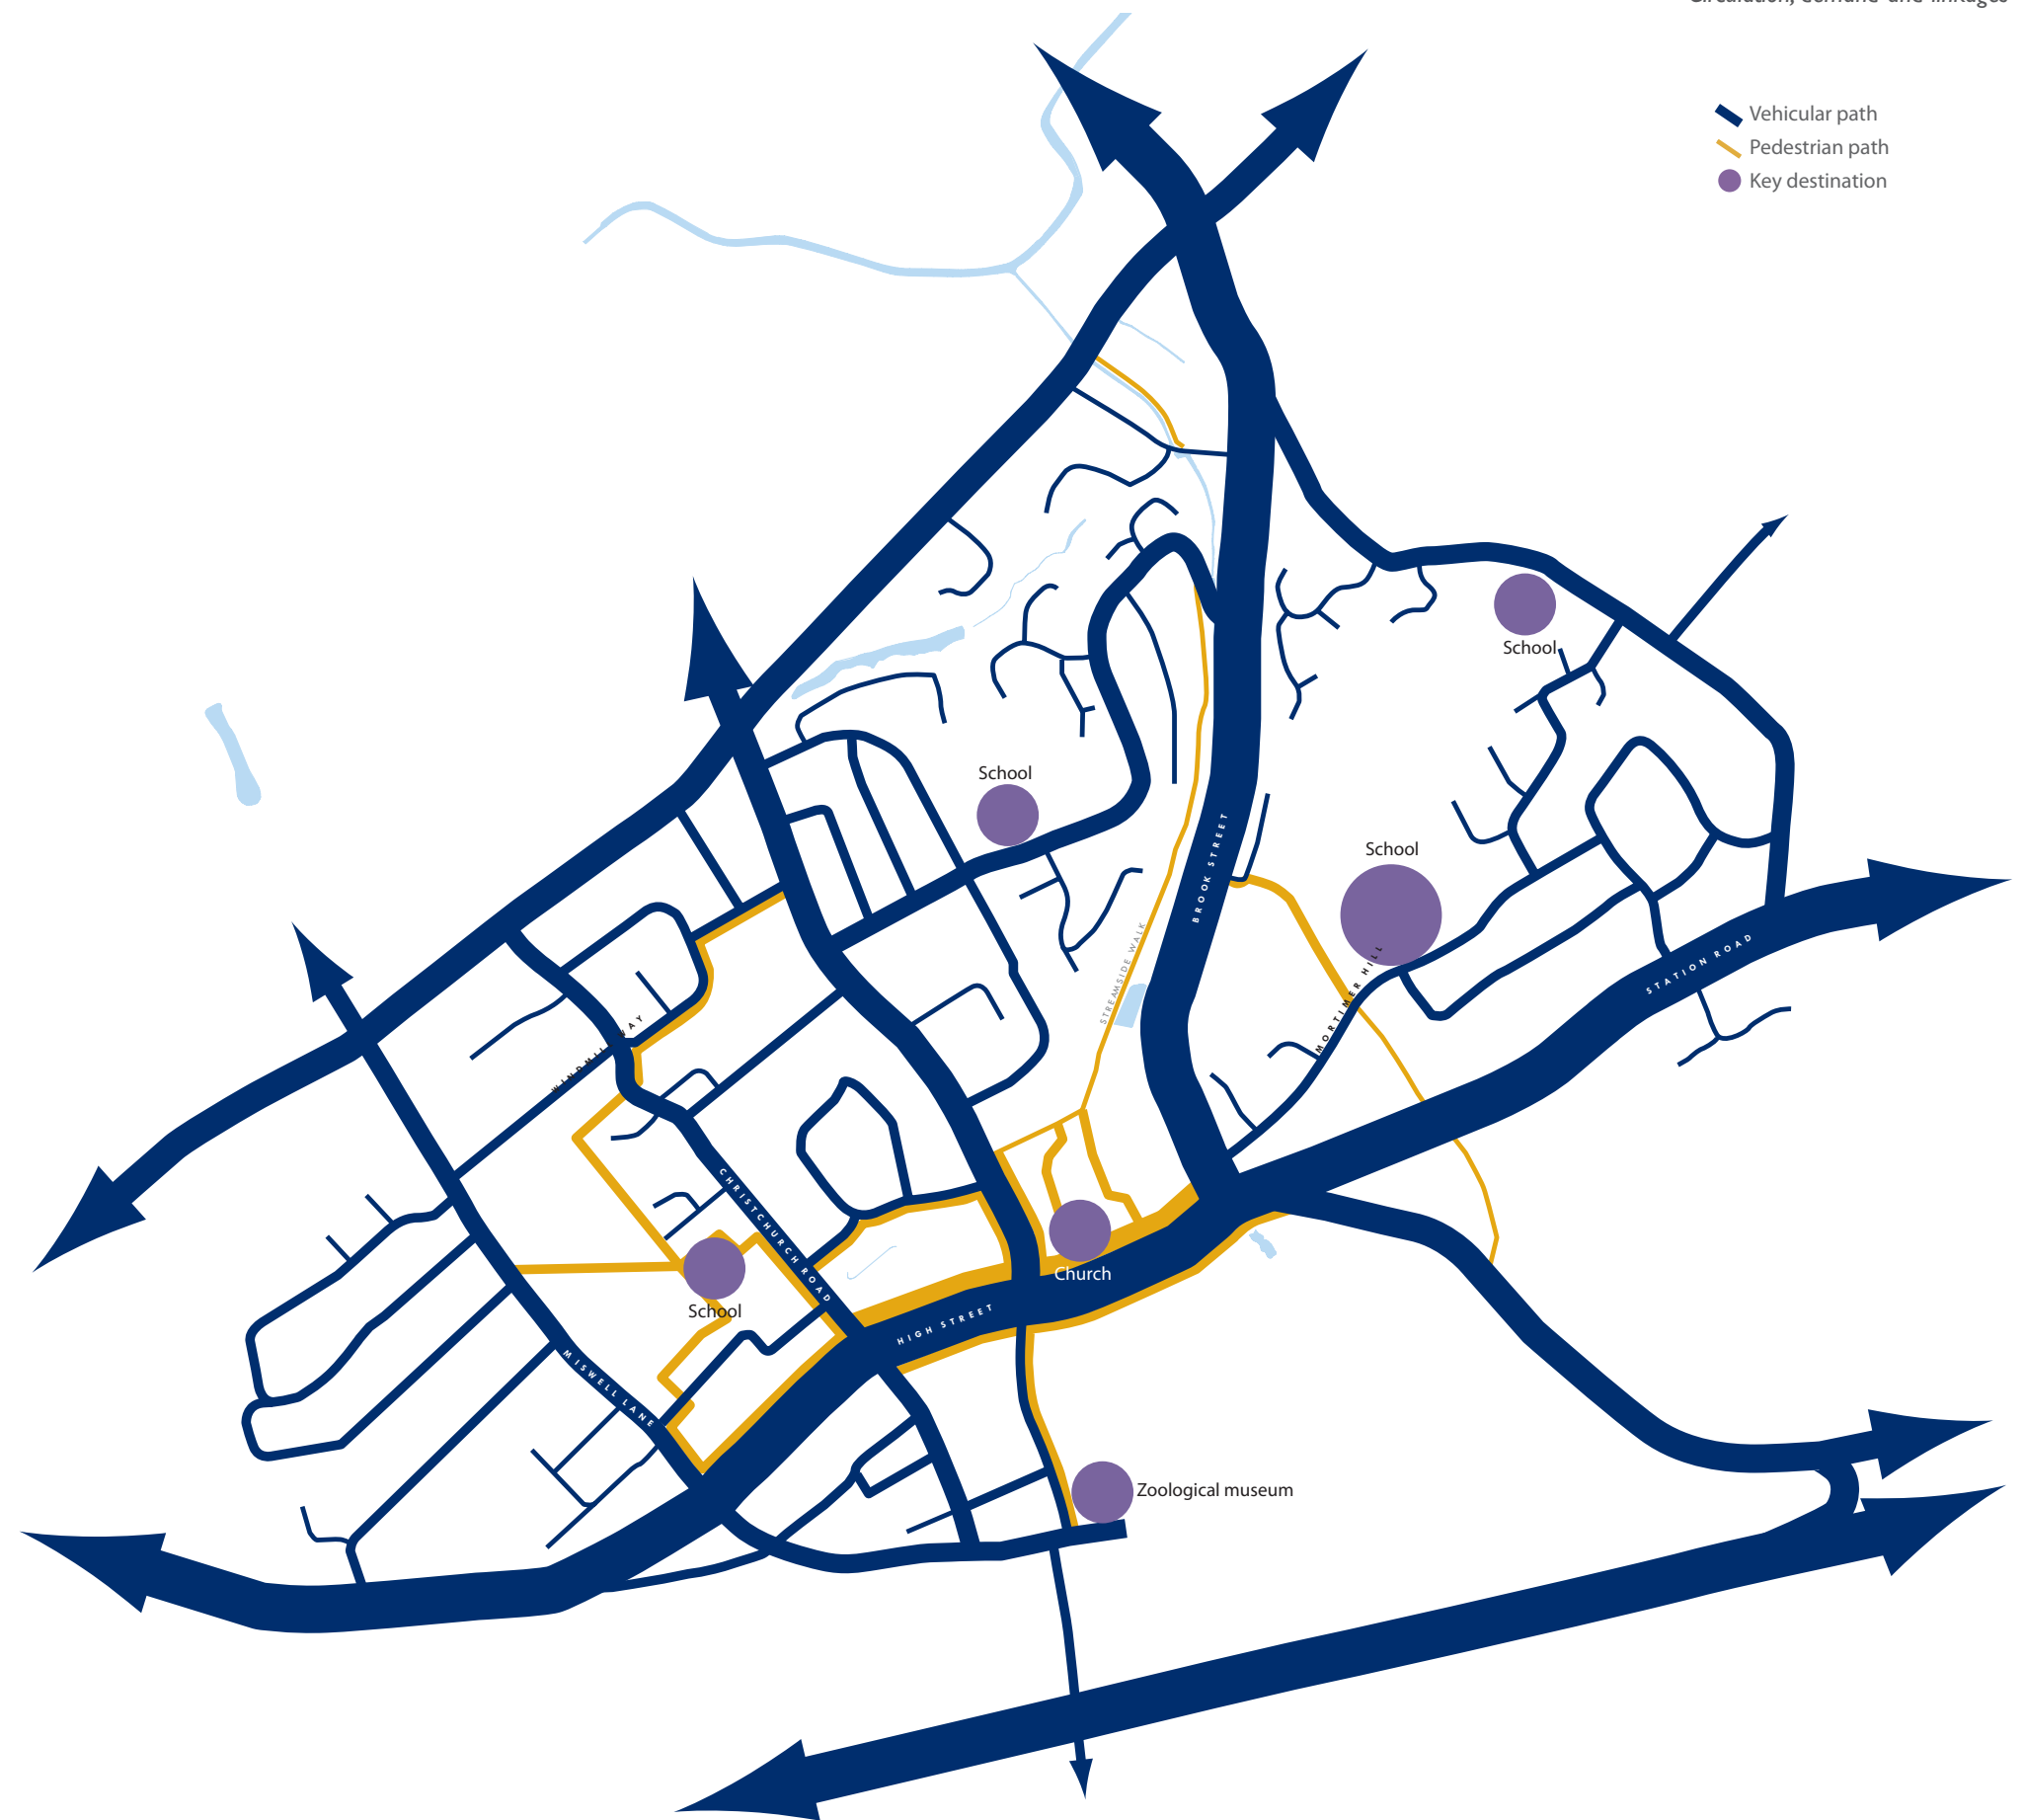 Vehicular path
Pedestrian path
Key destination
School
School
School
BROOK STREET
STREAMSIDE WALK
MORTIMER HILL
STATION ROAD
CHRISTCHURCH ROAD
Church
School
HIGH STREET
MISWELL LANE
Zoological museum